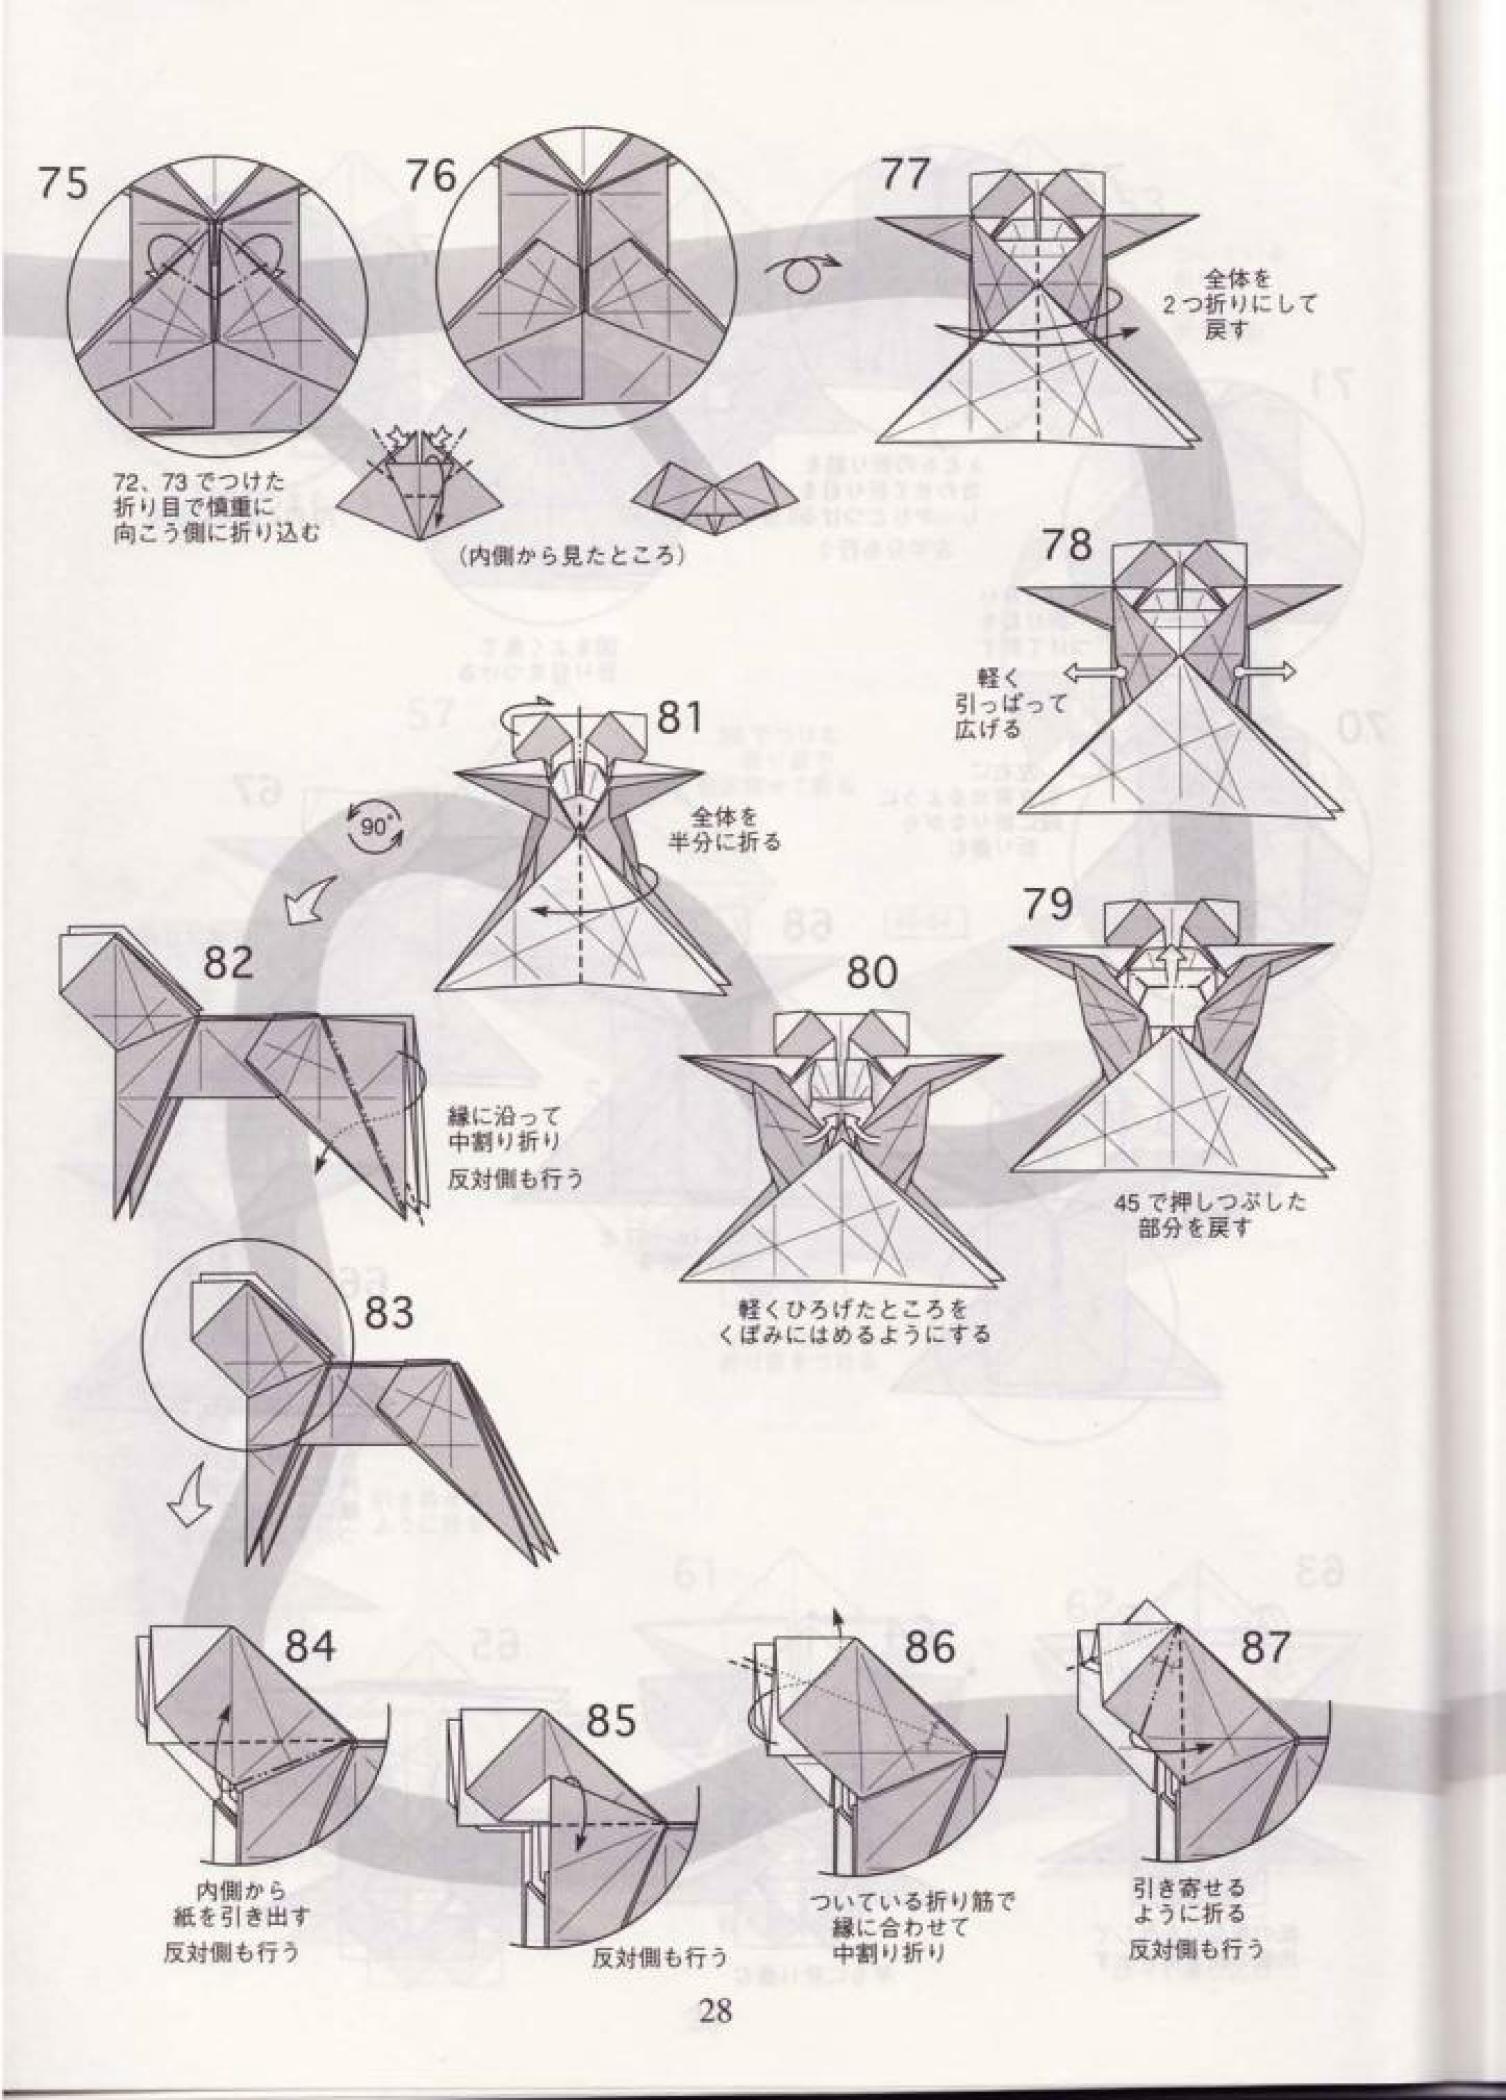 75
72、73 でつけた
折り目で慎重に
向こう側に折り込む
76
(内側から見たところ)
77
全体を
2 つ折りにして
戻す
78
軽く
引っぱって
広げる
79
45 で押しつぶした
部分を戻す
80
軽くひろげたところを
くぼみにはめるようにする
81
全体を
半分に折る
90°
82
縁に沿って
中割り折り
反対側も行う
83
84
内側から
紙を引き出す
反対側も行う
85
反対側も行う
86
ついている折り筋で
縁に合わせて
中割り折り
87
引き寄せる
ように折る
反対側も行う
28